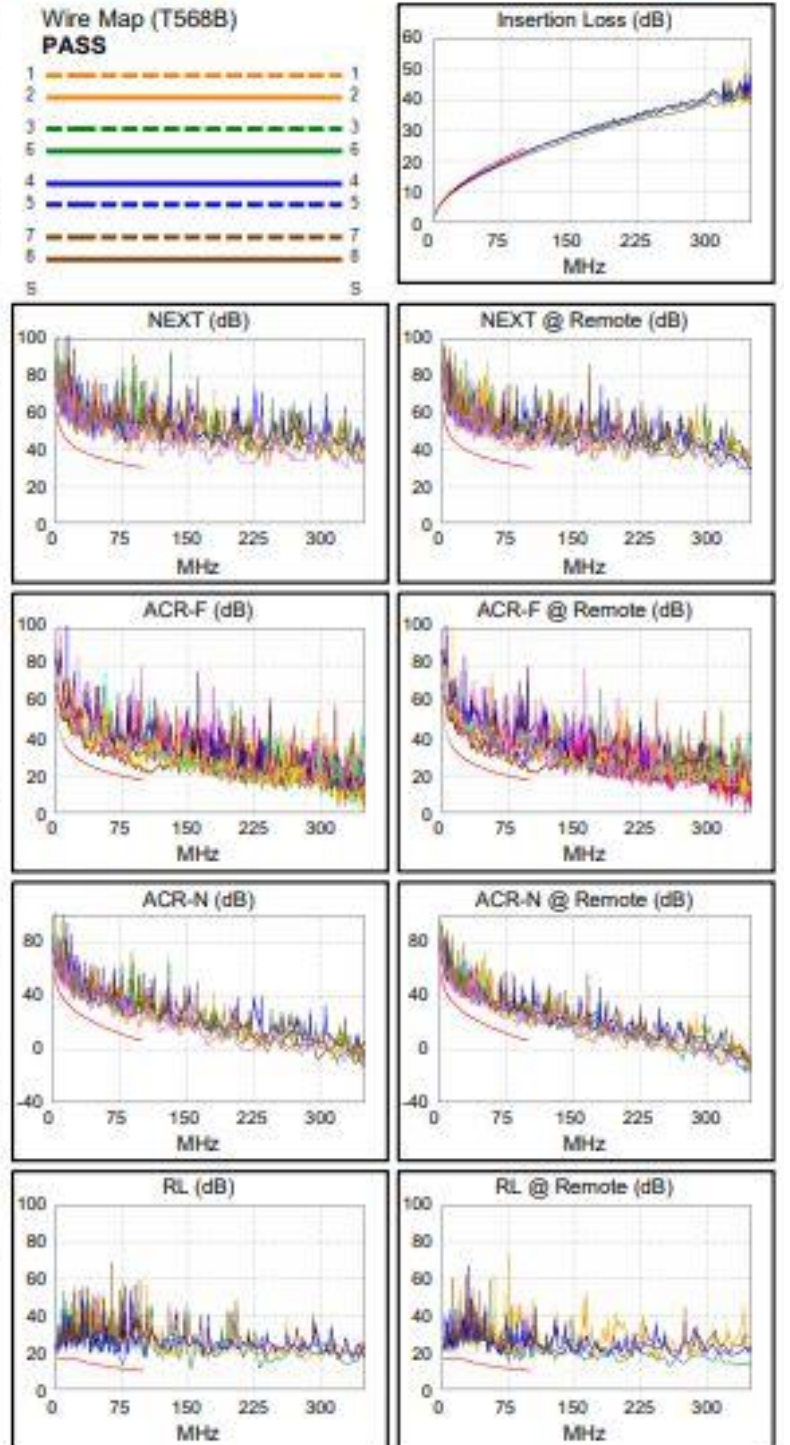 Wire Map (T568B)
PASS
1 1
2 2
3 3
6 6
4 4
5 5
7 7
8 8
S S
Insertion Loss (dB)
60
50
40
30
20
10
0
0 75 150 225 300
MHz
NEXT (dB)
100
80
60
40
20
0
0 75 150 225 300
MHz
NEXT @ Remote (dB)
100
80
60
40
20
0
0 75 150 225 300
MHz
ACR-F (dB)
100
80
60
40
20
0
0 75 150 225 300
MHz
ACR-F @ Remote (dB)
100
80
60
40
20
0
0 75 150 225 300
MHz
ACR-N (dB)
80
40
0
-40
0 75 150 225 300
MHz
ACR-N @ Remote (dB)
80
40
0
-40
0 75 150 225 300
MHz
RL (dB)
100
80
60
40
20
0
0 75 150 225 300
MHz
RL @ Remote (dB)
100
80
60
40
20
0
0 75 150 225 300
MHz